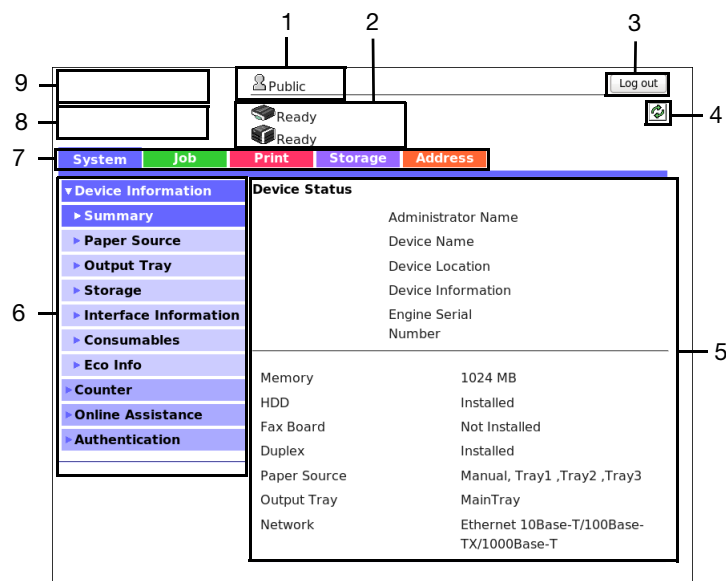 1
2
3
9
Public
Log out
8
Ready
4
Ready
7
System Job Print Storage Address
Device Information
Summary
Paper Source
Output Tray
Storage
6
Interface Information
Consumables
Eco Info
Counter
Online Assistance
Authentication
Device Status
Administrator Name
Device Name
Device Location
Device Information
Engine Serial
Number
5
Memory 1024 MB
HDD Installed
Fax Board Not Installed
Duplex Installed
Paper Source Manual, Tray1 ,Tray2 ,Tray3
Output Tray MainTray
Network Ethernet 10Base-T/100Base-
TX/1000Base-T